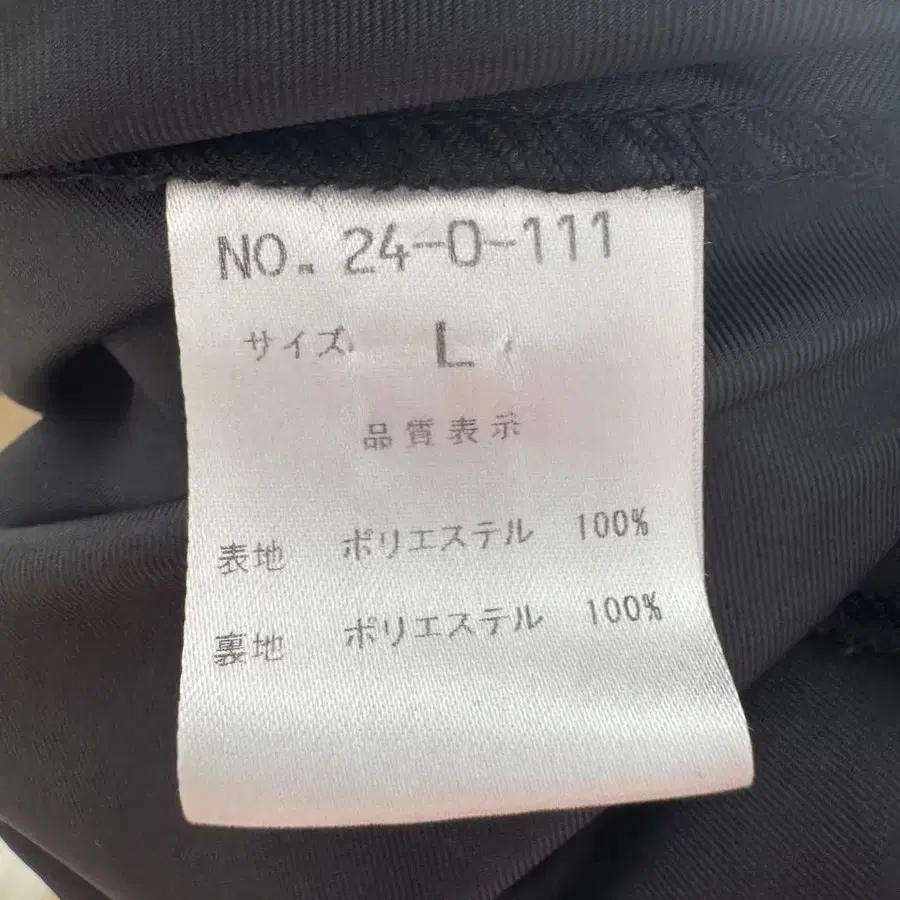 NO. 24-0-111
サイズ L
品質表示
表地 ポリエステル 100%
裏地 ポリエステル 100%